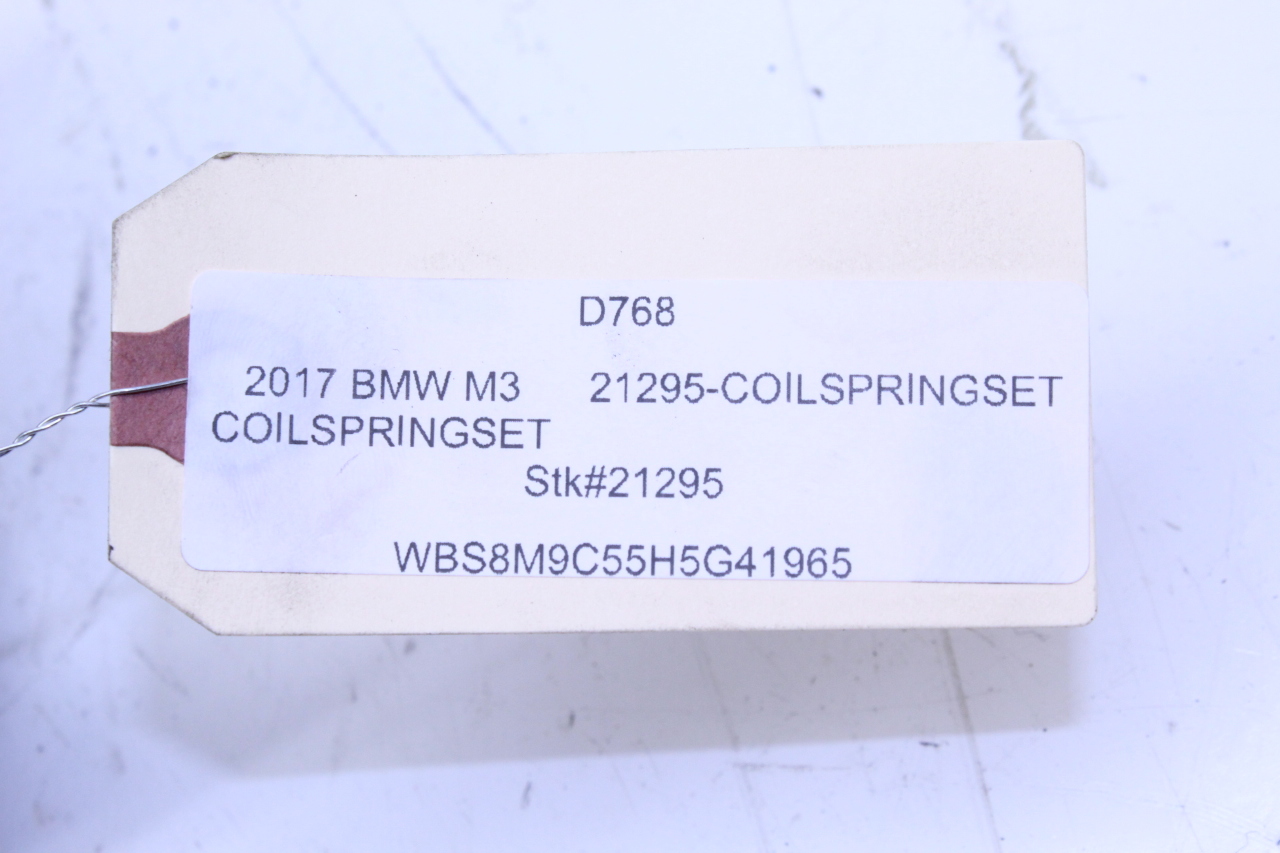 D768
2017 BMW M3 21295-COILSPRINGSET
COILSPRINGSET
Stk#21295
WBS8M9C55H5G41965